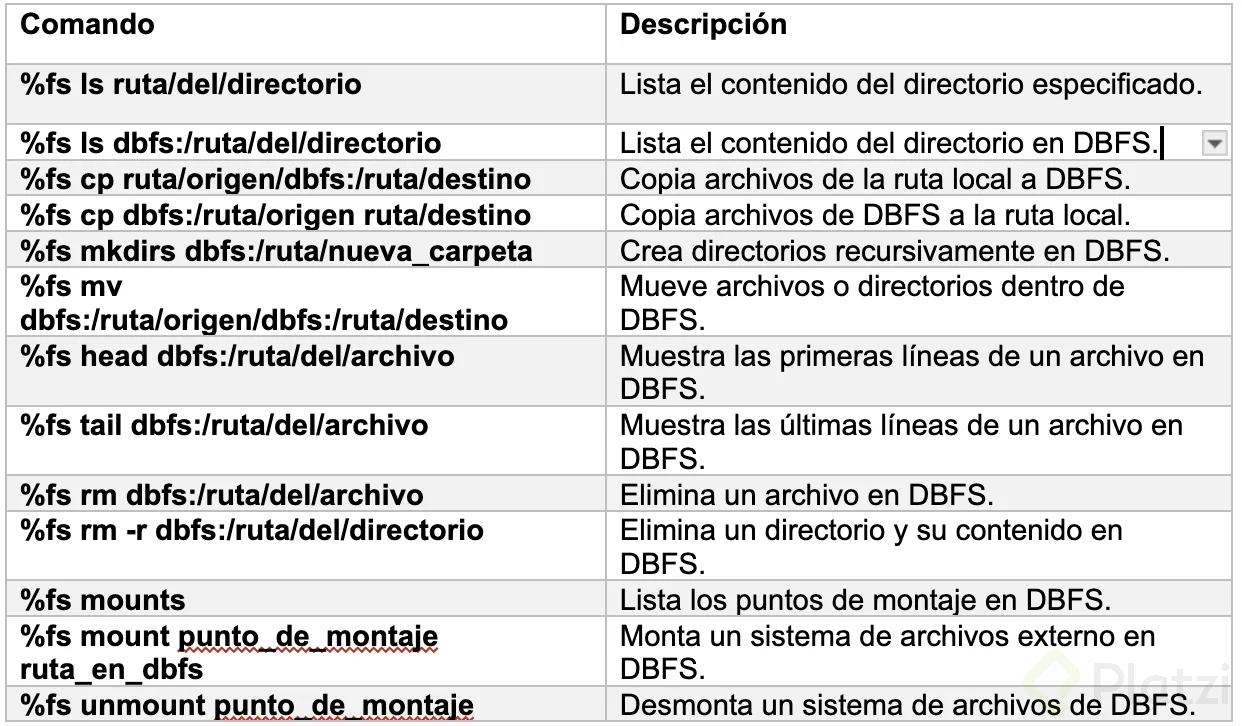 Comando Descripción
%fs ls ruta/del/directorio Lista el contenido del directorio especificado.
%fs ls dbfs:/ruta/del/directorio Lista el contenido del directorio en DBFS.
%fs cp ruta/origen/dbfs:/ruta/destino Copia archivos de la ruta local a DBFS.
%fs cp dbfs:/ruta/origen ruta/destino Copia archivos de DBFS a la ruta local.
%fs mkdirs dbfs:/ruta/nueva_carpeta Crea directorios recursivamente en DBFS.
%fs mv
dbfs:/ruta/origen/dbfs:/ruta/destino
Mueve archivos o directorios dentro de
DBFS.
%fs head dbfs:/ruta/del/archivo
Muestra las primeras líneas de un archivo en
DBFS.
%fs tail dbfs:/ruta/del/archivo
Muestra las últimas líneas de un archivo en
DBFS.
%fs rm dbfs:/ruta/del/archivo Elimina un archivo en DBFS.
%fs rm -r dbfs:/ruta/del/directorio
Elimina un directorio y su contenido en
DBFS.
%fs mounts Lista los puntos de montaje en DBFS.
%fs mount punto_de_montaje
ruta_en_dbfs
Monta un sistema de archivos externo en
DBFS.
%fs unmount punto_de_montaje Desmonta un sistema de archivos de DBFS.
Platzi